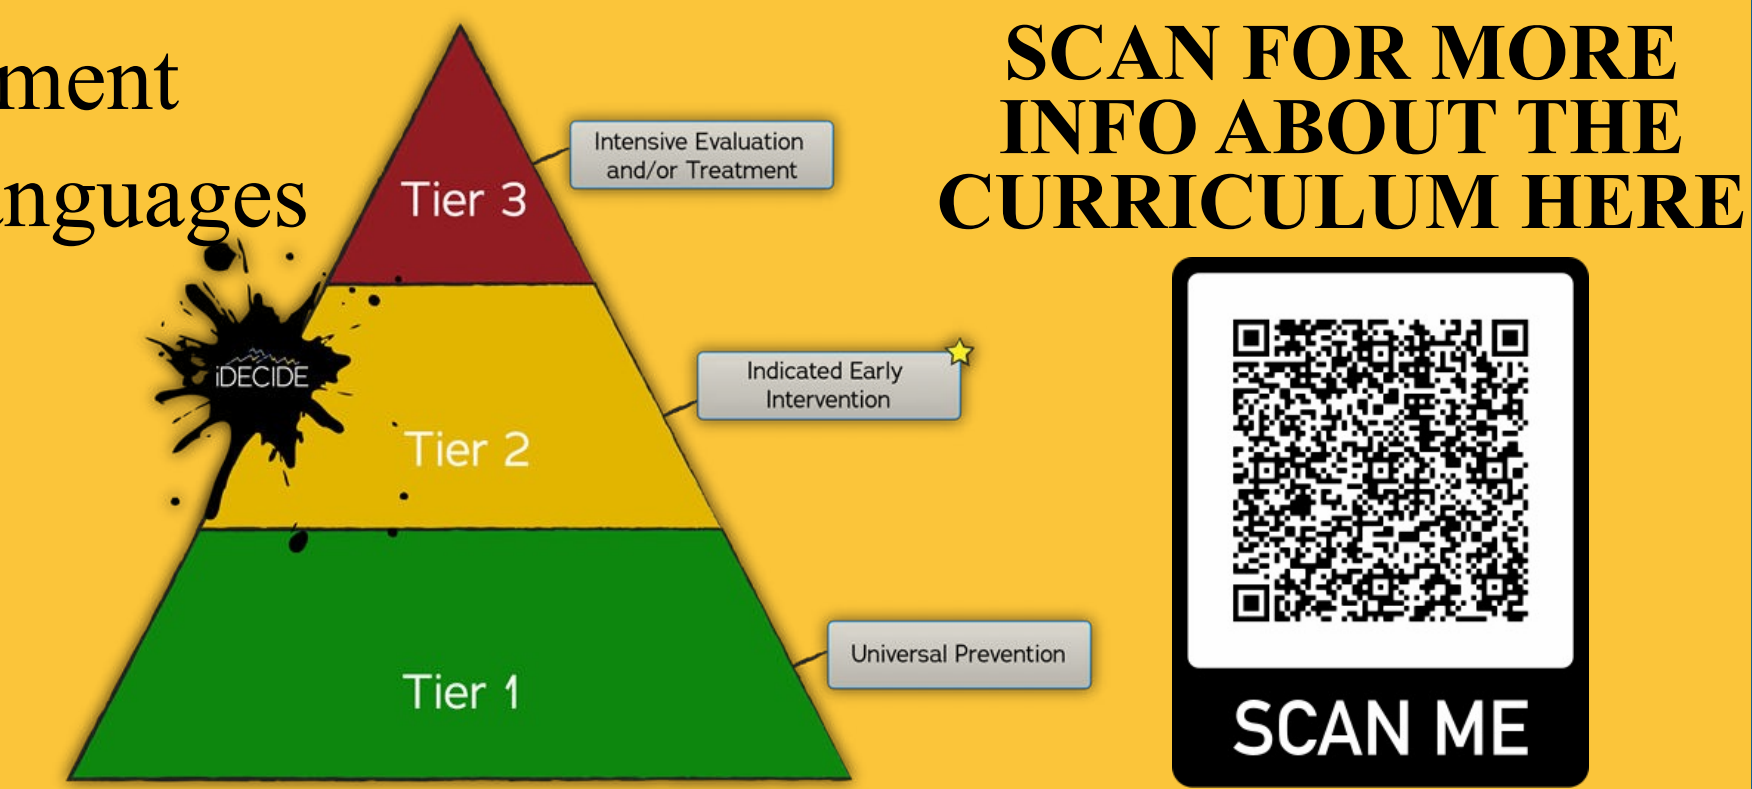 ment
nguages
Intensive Evaluation
and/or Treatment
Tier 3
iDECIDE
Indicated Early
Intervention
Tier 2
Universal Prevention
Tier 1
SCAN FOR MORE
INFO ABOUT THE
CURRICULUM HERE
SCAN ME